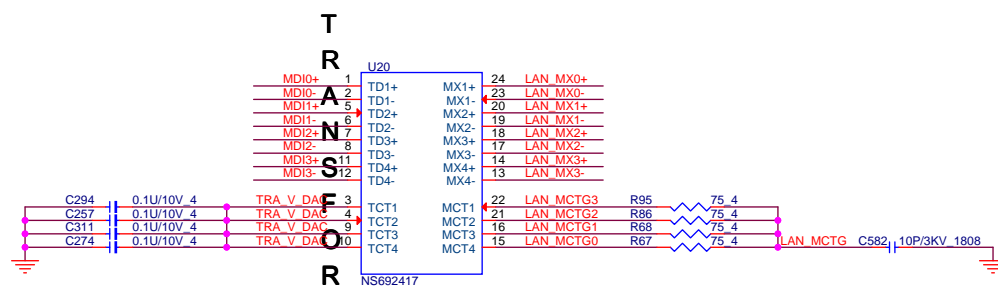 T
R
A
N
S
F
O
R
U20
MDI0+ 1 TD1+ MX1+ 24 LAN_MX0+
MDI0- 2 TD1- MX1- 23 LAN_MX0-
MDI1+ 5 TD2+ MX2+ 20 LAN_MX1+
MDI1- 6 TD2- MX2- 19 LAN_MX1-
MDI2+ 7 TD3+ MX3+ 18 LAN_MX2+
MDI2- 8 TD3- MX3- 17 LAN_MX2-
MDI3+ 11 TD4+ MX4+ 14 LAN_MX3+
MDI3- 12 TD4- MX4- 13 LAN_MX3-
C294 0.1U/10V_4 TRA_V_DAC 3 TCT1 MCT1 22 LAN_MCTG3 R95 75_4
C257 0.1U/10V_4 TRA_V_DAC 4 TCT2 MCT2 21 LAN_MCTG2 R86 75_4
C311 0.1U/10V_4 TRA_V_DAC 9 TCT3 MCT3 16 LAN_MCTG1 R68 75_4
C274 0.1U/10V_4 TRA_V_DAC 10 TCT4 MCT4 15 LAN_MCTG0 R67 75_4 LAN_MCTG C582 10P/3KV_1808
NS692417